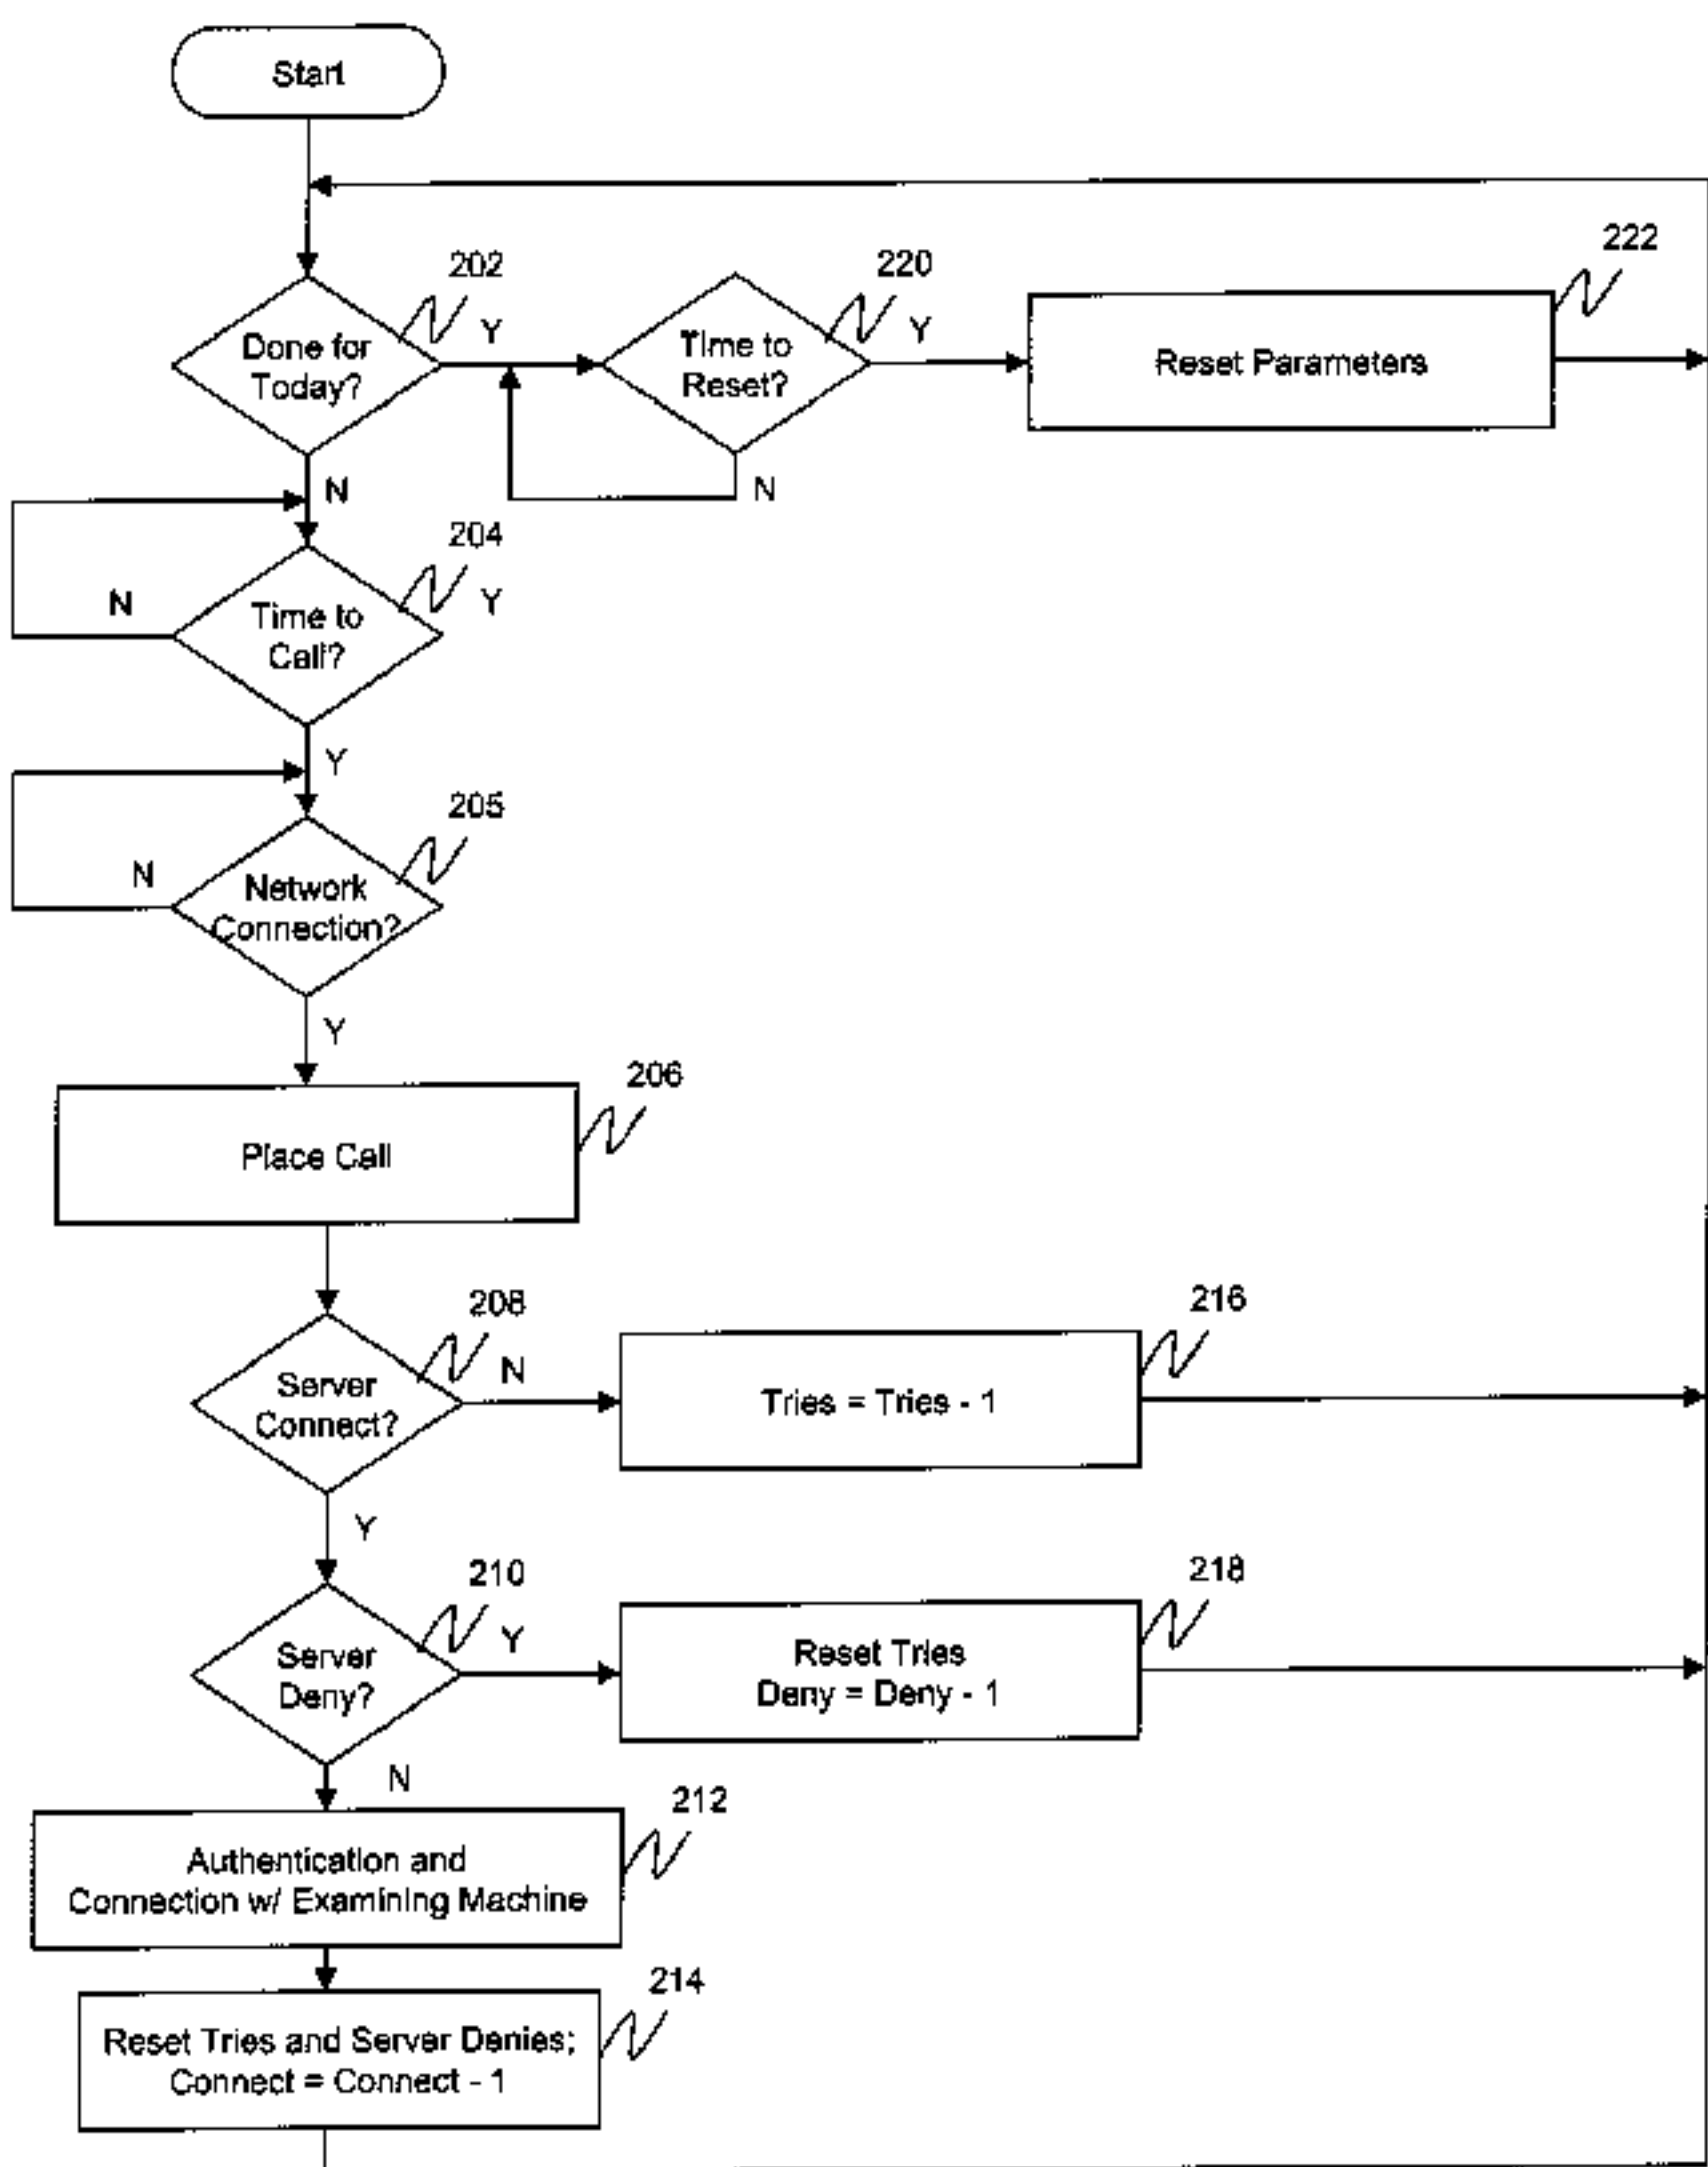 Start
202
220
222
Y
Y
Done for
Today?
Time to
Reset?
Reset Parameters
N
N
204
N
Y
Time to
Call?
Y
205
N
Network
Connection?
Y
206
Place Call
208
216
N
Server
Connect?
Tries = Tries - 1
Y
210
218
Y
Server
Deny?
Reset Tries
Deny = Deny - 1
N
212
Authentication and
Connection w/ Examining Machine
214
Reset Tries and Server Denies;
Connect = Connect - 1